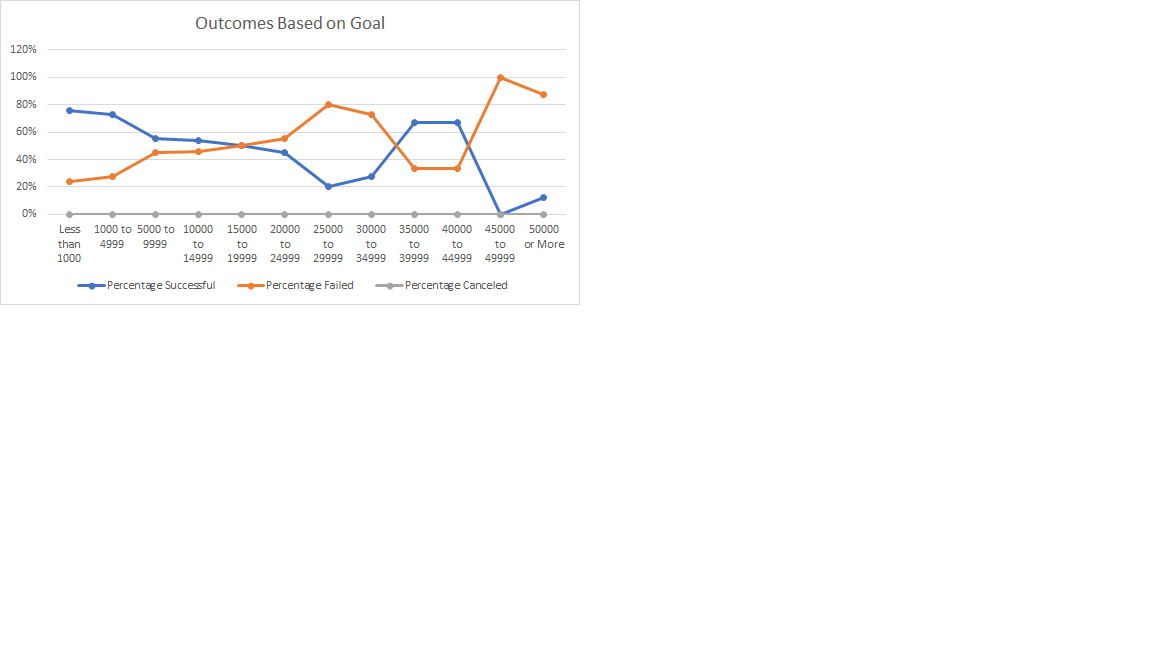 Outcomes Based on Goal
120%
100%
80%
60%
40%
20%
0%
Less than 1000
1000 to 4999
5000 to 9999
10000 to 14999
15000 to 19999
20000 to 24999
25000 to 29999
30000 to 34999
35000 to 39999
40000 to 44999
45000 to 49999
50000 or More
Percentage Successful
Percentage Failed
Percentage Canceled